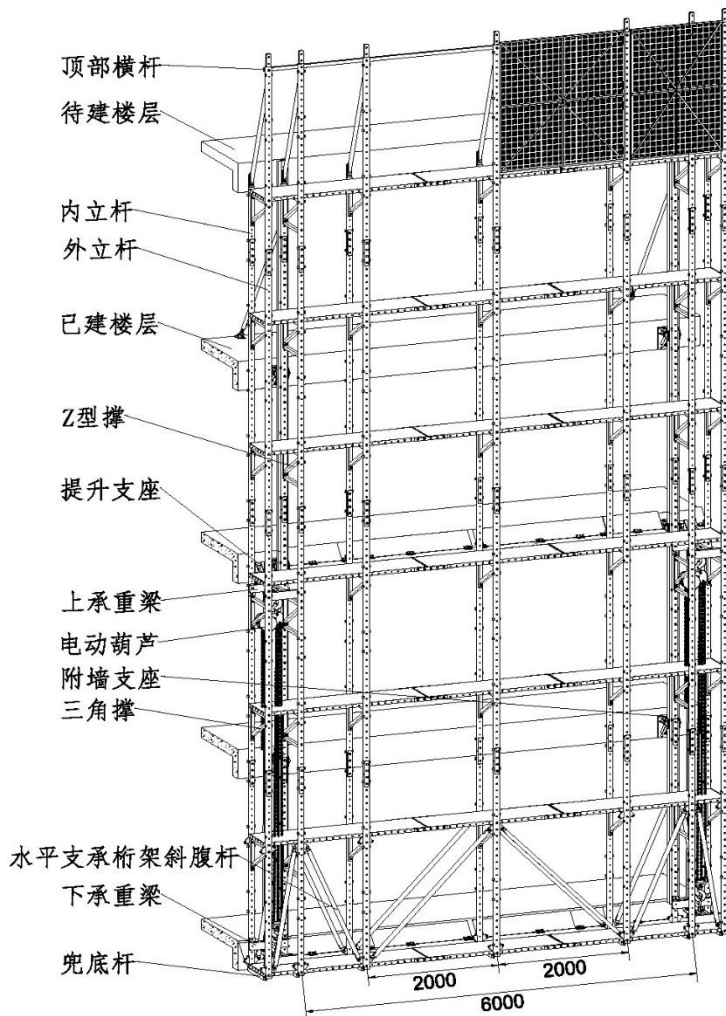 顶部横杆
待建楼层
内立杆
外立杆
已建楼层
Z型撑
提升支座
上承重梁
电动葫芦
附墙支座
三角撑
水平支承桁架斜腹杆
下承重梁
兜底杆
2000
2000
6000